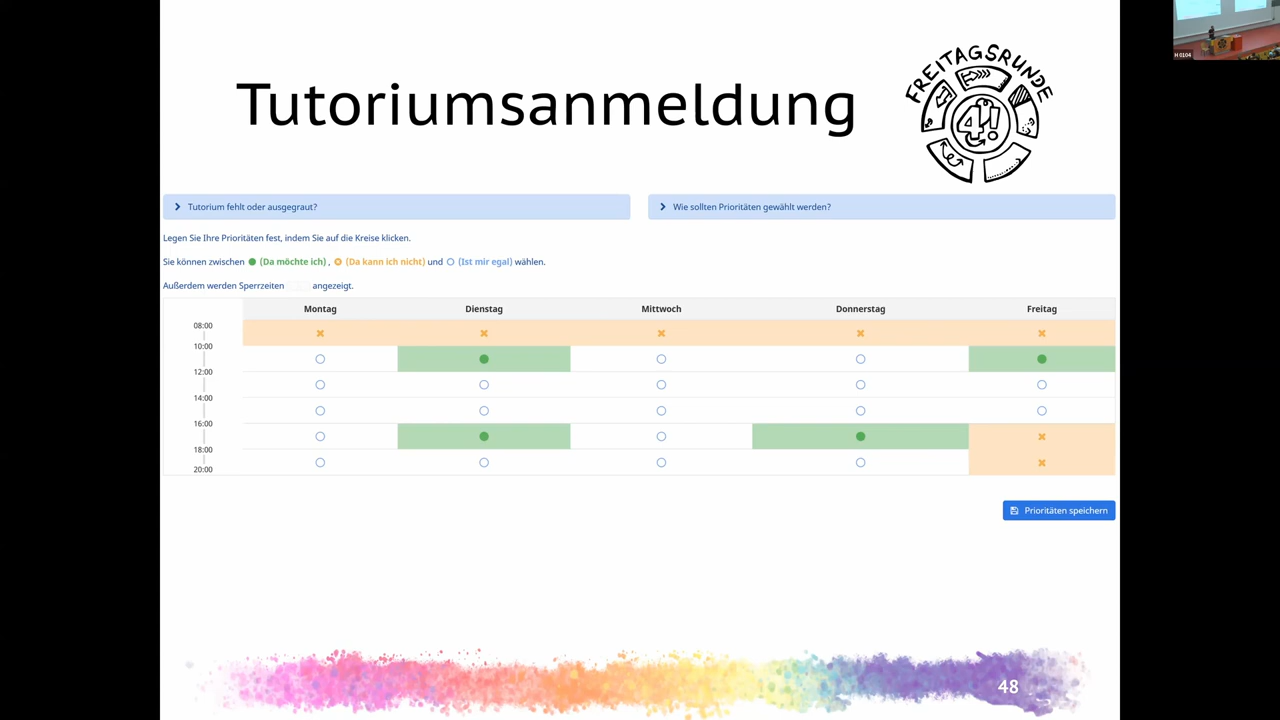 Tutoriumsanmeldung
FREITAGSRUNDE
4!
H 0104
Tutorium fehlt oder ausgegraut?
Wie sollten Prioritäten gewählt werden?
Legen Sie Ihre Prioritäten fest, indem Sie auf die Kreise klicken.
Sie können zwischen (Da möchte ich) , (Da kann ich nicht) und (Ist mir egal) wählen.
Außerdem werden Sperrzeiten angezeigt.
Montag Dienstag Mittwoch Donnerstag Freitag
08:00
10:00
12:00
14:00
16:00
18:00
20:00
Prioritäten speichern
48